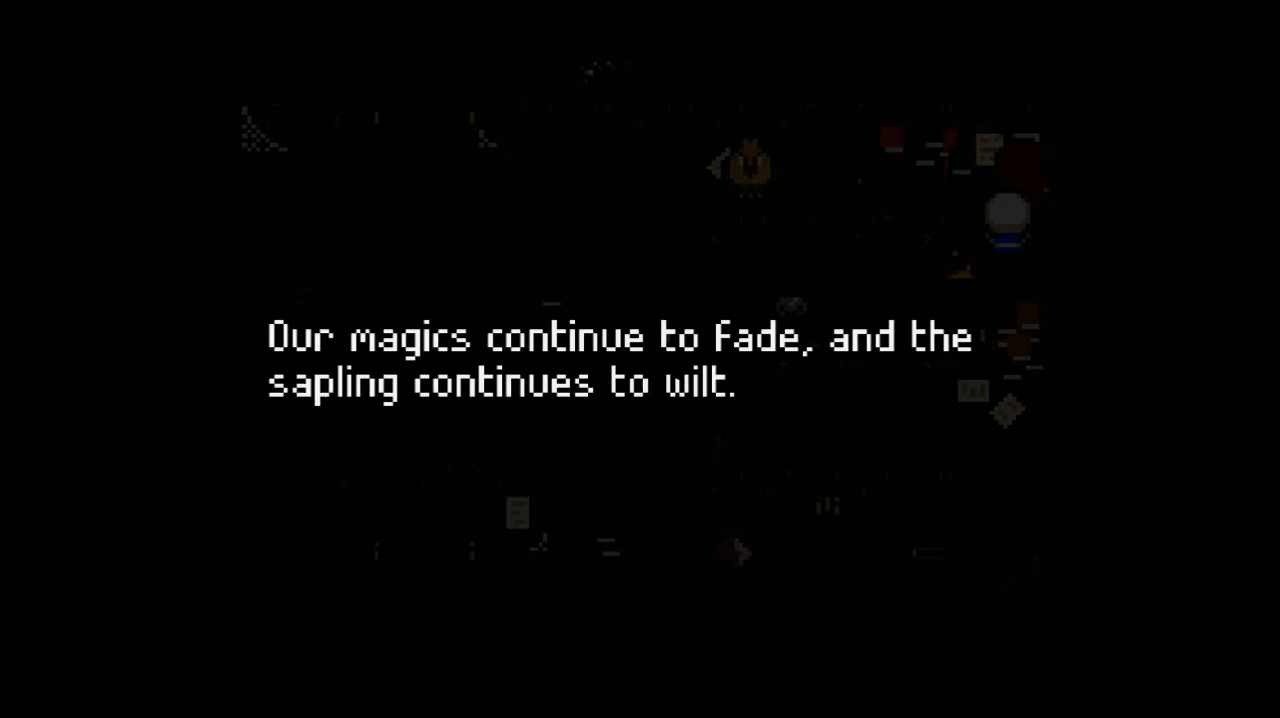 Our magics continue to fade, and the
sapling continues to wilt.